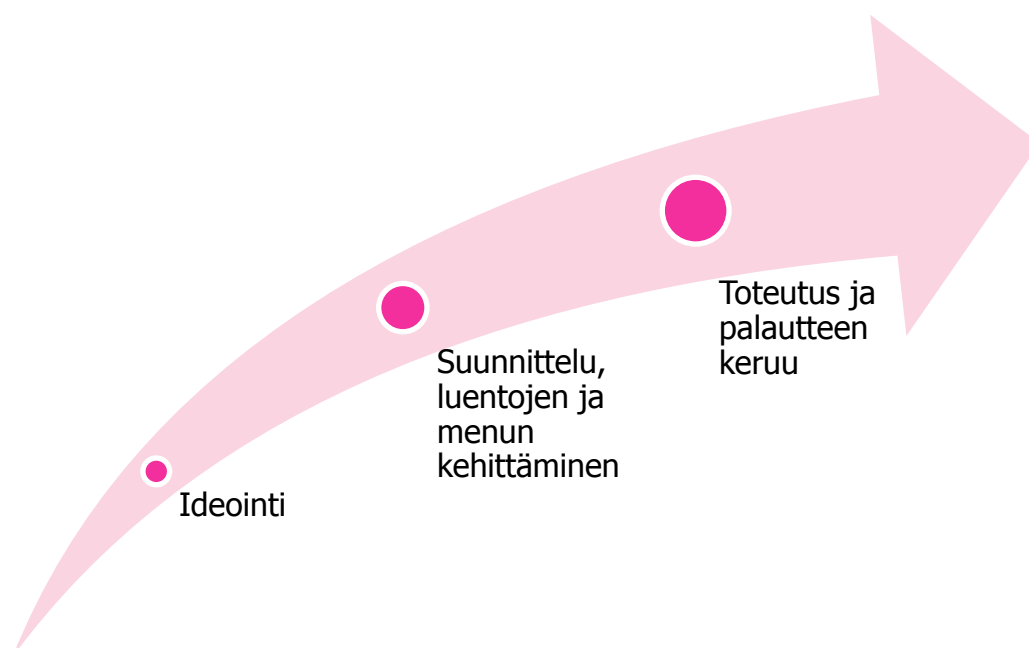 Ideointi
Suunnittelu,
luentojen ja
menun
kehittäminen
Toteutus ja
palautteen
keruu